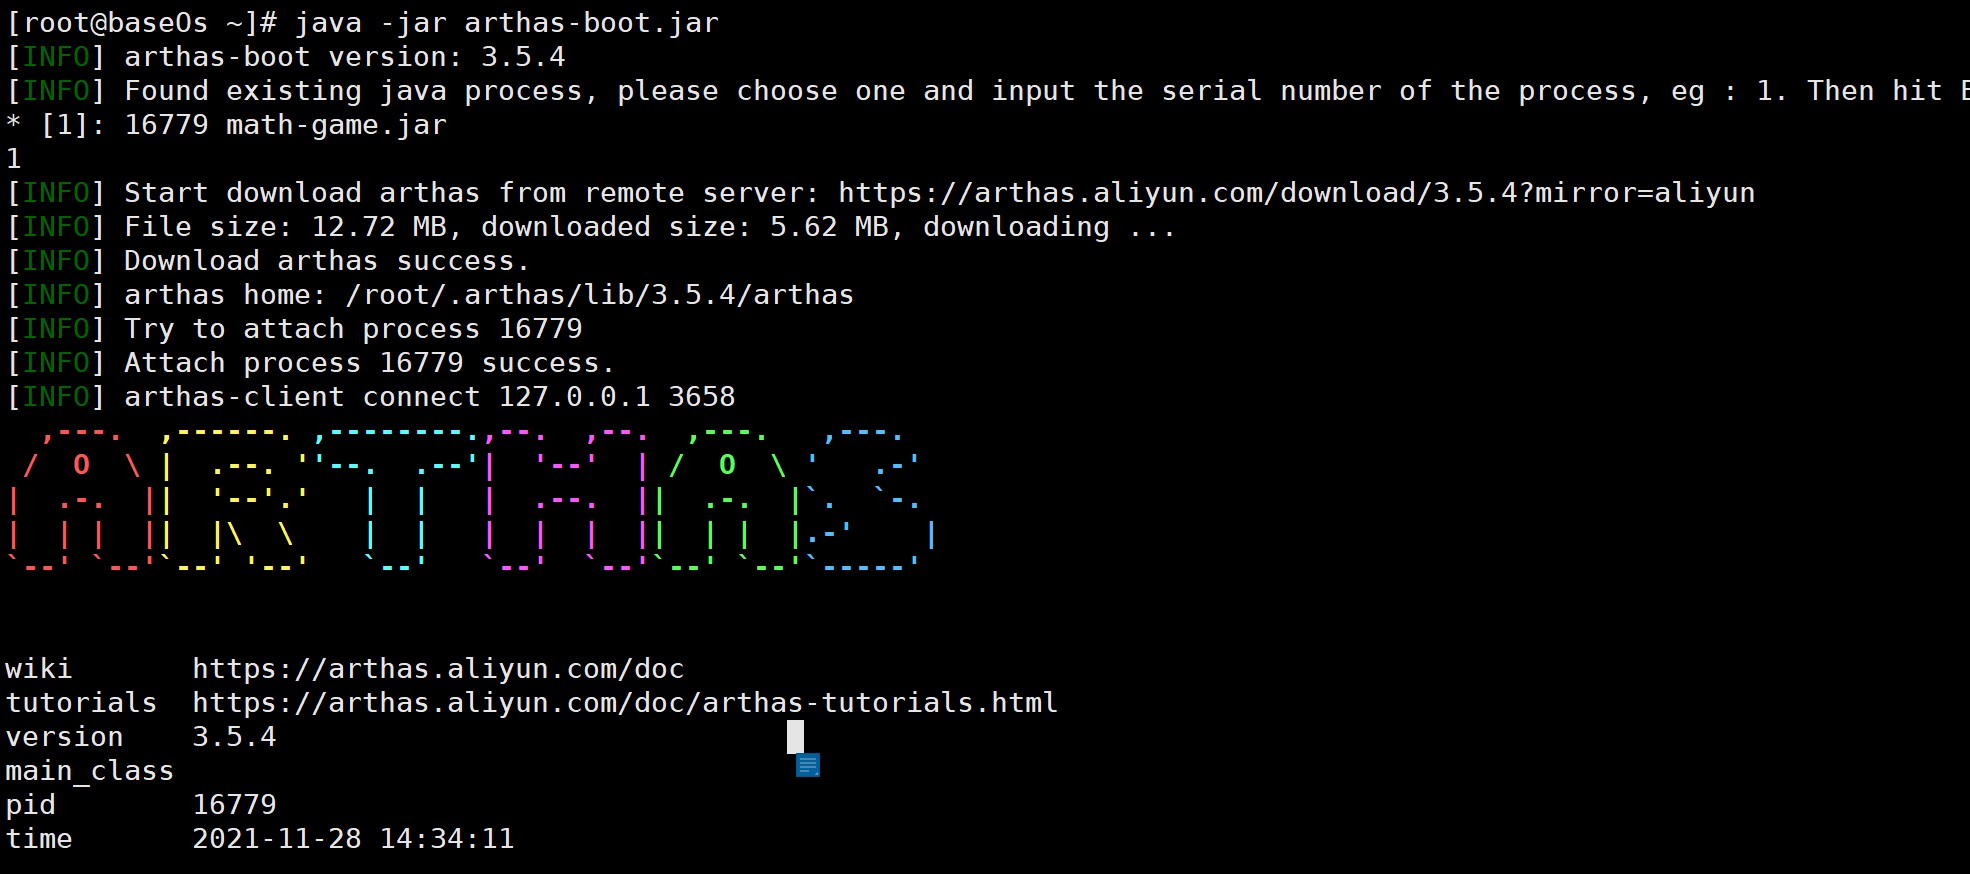 [root@baseOs ~]# java -jar arthas-boot.jar
[INFO] arthas-boot version: 3.5.4
[INFO] Found existing java process, please choose one and input the serial number of the process, eg : 1. Then hit E
* [1]: 16779 math-game.jar
1
[INFO] Start download arthas from remote server: https://arthas.aliyun.com/download/3.5.4?mirror=aliyun
[INFO] File size: 12.72 MB, downloaded size: 5.62 MB, downloading ...
[INFO] Download arthas success.
[INFO] arthas home: /root/.arthas/lib/3.5.4/arthas
[INFO] Try to attach process 16779
[INFO] Attach process 16779 success.
[INFO] arthas-client connect 127.0.0.1 3658
ARTHAS
wiki https://arthas.aliyun.com/doc
tutorials https://arthas.aliyun.com/doc/arthas-tutorials.html
version 3.5.4
main_class
pid 16779
time 2021-11-28 14:34:11